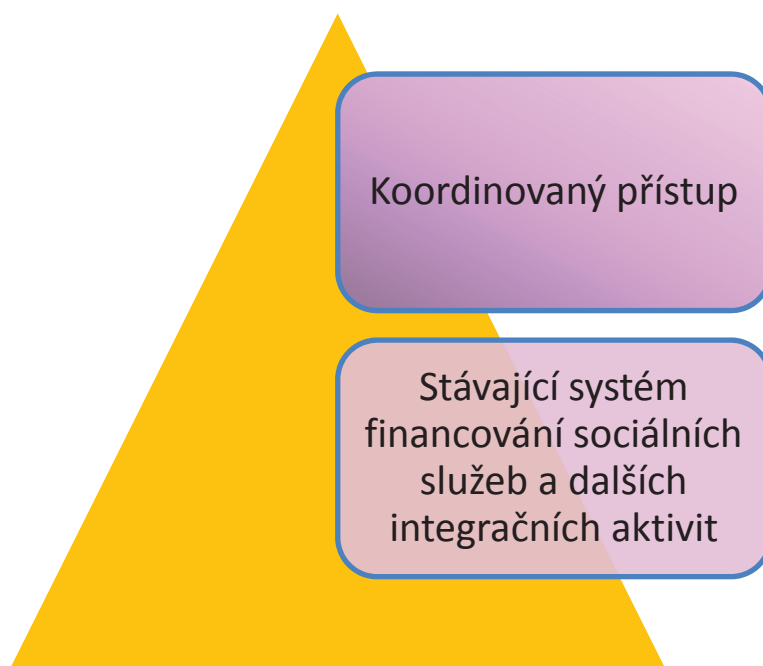 Koordinovaný přístup
Stávající systém
financování sociálních
služeb a dalších
integračních aktivit